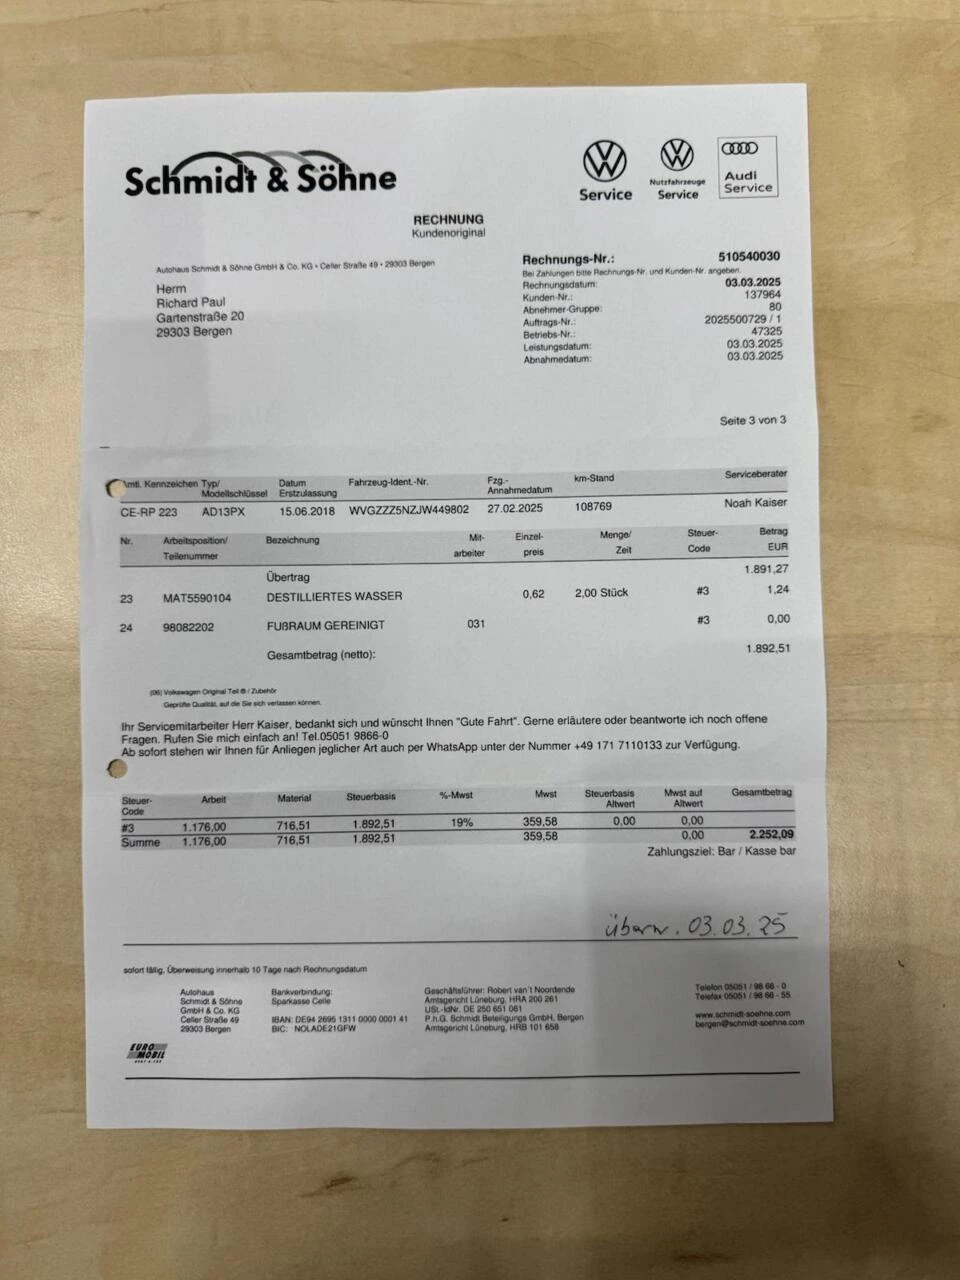 Schmidt & Söhne
Service
Nutzfahrzeuge
Service
Audi
Service
RECHNUNG
Kundenoriginal
Autohaus Schmidt & Söhne GmbH & Co. KG • Celler Straße 49 • 29303 Bergen
Herrn
Richard Paul
Gartenstraße 20
29303 Bergen
Rechnungs-Nr.: 510540030
Bei Zahlungen bitte Rechnungs-Nr. und Kunden-Nr. angeben.
Rechnungsdatum: 03.03.2025
Kunden-Nr.: 137964
Abnehmer-Gruppe: 80
Auftrags-Nr.: 2025500729 / 1
Betriebs-Nr.: 47325
Leistungsdatum: 03.03.2025
Abnahmedatum: 03.03.2025
Seite 3 von 3
Amtl. Kennzeichen Typ/ Modellschlüssel Datum Erstzulassung Fahrzeug-Ident.-Nr. Fzg.- Annahmedatum km-Stand Serviceberater
CE-RP 223 AD13PX 15.06.2018 WVGZZZ5NZJW449802 27.02.2025 108769 Noah Kaiser
Nr. Arbeitsposition/ Teilenummer Bezeichnung Mit- arbeiter Einzel- preis Menge/ Zeit Steuer- Code Betrag EUR
Übertrag 1.891,27
23 MAT5590104 DESTILLIERTES WASSER 0,62 2,00 Stück #3 1,24
24 98082202 FUßRAUM GEREINIGT 031 #3 0,00
Gesamtbetrag (netto): 1.892,51
(06) Volkswagen Original Teil ® / Zubehör
Geprüfte Qualität, auf die Sie sich verlassen können.
Ihr Servicemitarbeiter Herr Kaiser, bedankt sich und wünscht Ihnen "Gute Fahrt". Gerne erläutere oder beantworte ich noch offene
Fragen. Rufen Sie mich einfach an! Tel.05051 9866-0
Ab sofort stehen wir Ihnen für Anliegen jeglicher Art auch per WhatsApp unter der Nummer +49 171 7110133 zur Verfügung.
Steuer- Code Arbeit Material Steuerbasis %-Mwst Mwst Steuerbasis Altwert Mwst auf Altwert Gesamtbetrag
#3 1.176,00 716,51 1.892,51 19% 359,58 0,00 0,00
Summe 1.176,00 716,51 1.892,51 359,58 0,00 2.252,09
Zahlungsziel: Bar / Kasse bar
überw. 03.03.25
sofort fällig, Überweisung innerhalb 10 Tage nach Rechnungsdatum
Autohaus
Schmidt & Söhne
GmbH & Co. KG
Celler Straße 49
29303 Bergen
Bankverbindung:
Sparkasse Celle
IBAN: DE94 2695 1311 0000 0001 41
BIC: NOLADE21GFW
Geschäftsführer: Robert van't Noordende
Amtsgericht Lüneburg, HRA 200 261
USt.-IdNr. DE 250 651 061
P.h.G. Schmidt Beteiligungs GmbH, Bergen
Amtsgericht Lüneburg, HRB 101 658
Telefon 05051 / 98 66 - 0
Telefax 05051 / 98 66 - 55
www.schmidt-soehne.com
bergen@schmidt-soehne.com
EURO
MOBIL